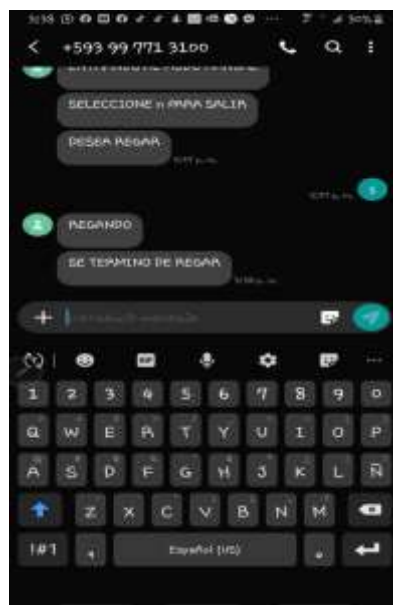 +593 99 771 3100
SELECCIONE n PARA SALIR
DESEA REGAR
REGANDO
SE TERMINO DE REGAR
1 2 3 4 5 6 7 8 9 0
Q W E R T Y U I O P
A S D F G H J K L Ñ
Z X C V B N M
!#1 , Español (US) .